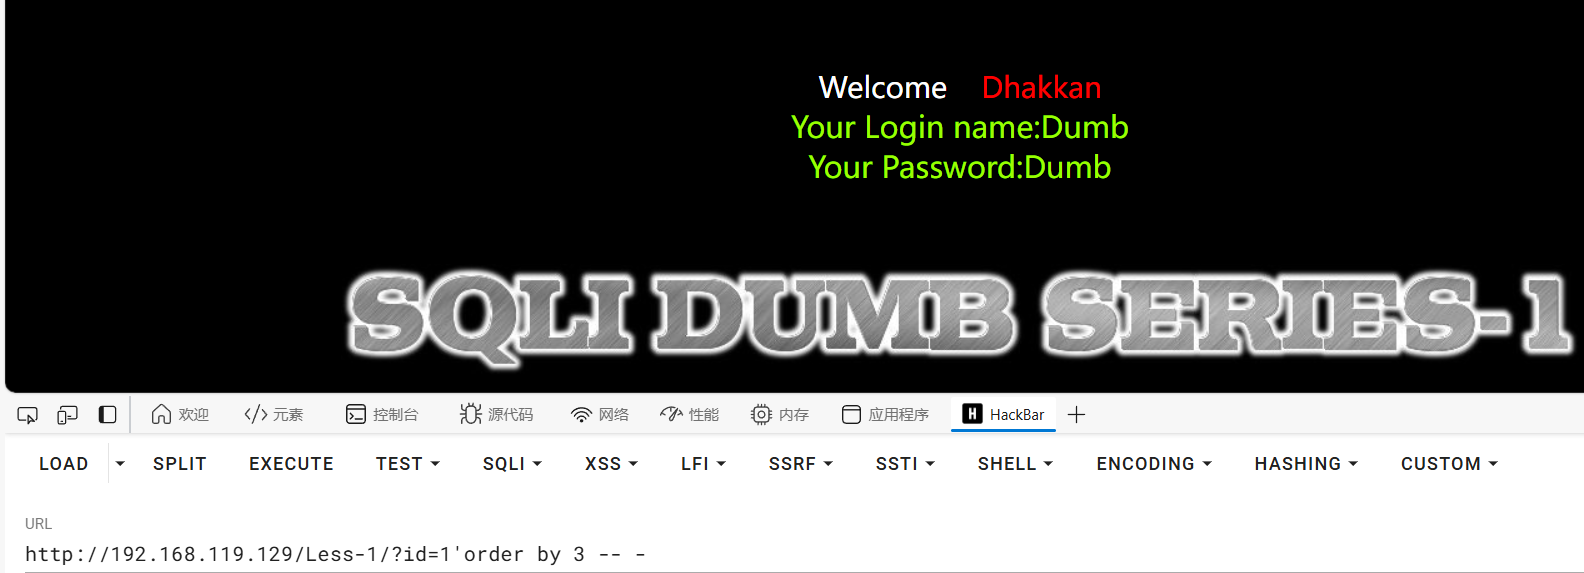 Welcome Dhakkan
Your Login name:Dumb
Your Password:Dumb
SQLI DUMB SERIES-1
欢迎 元素 控制台 源代码 网络 性能 内存 应用程序 H HackBar
LOAD SPLIT EXECUTE TEST SQLI XSS LFI SSRF SSTI SHELL ENCODING HASHING CUSTOM
URL
http://192.168.119.129/Less-1/?id=1'order by 3 -- -